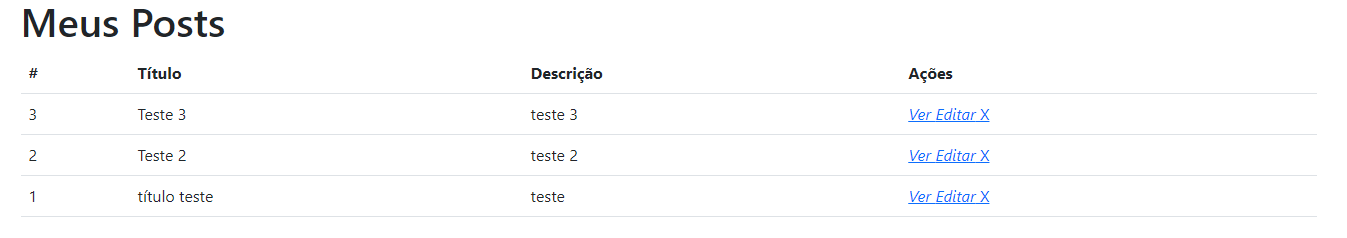 Meus Posts
# Título Descrição Ações
3 Teste 3 teste 3 Ver Editar X
2 Teste 2 teste 2 Ver Editar X
1 título teste teste Ver Editar X